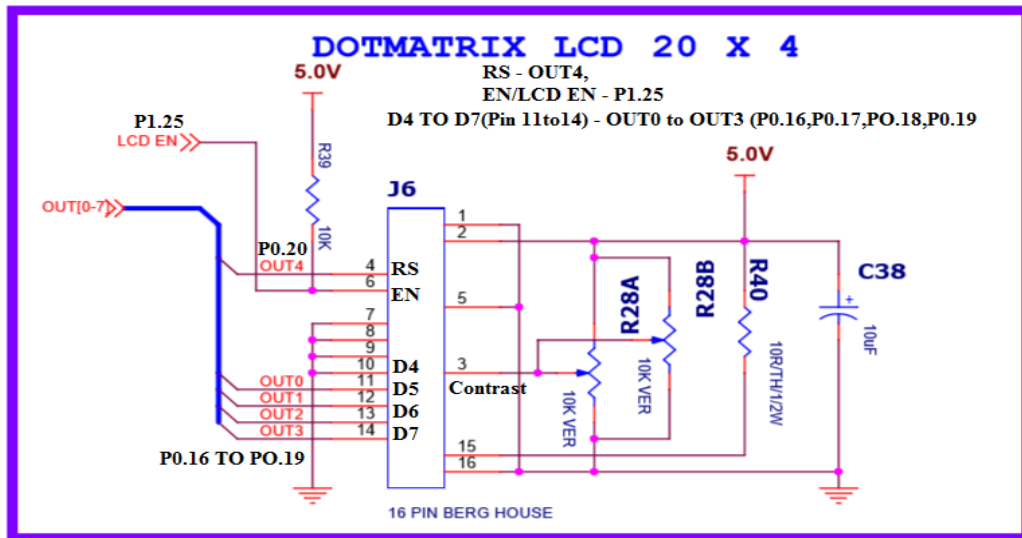 DOTMATRIX LCD 20 X 4
RS - OUT4,
EN/LCD EN - P1.25
D4 TO D7(Pin 11to14) - OUT0 to OUT3 (P0.16,P0.17,PO.18,P0.19
5.0V
5.0V
P1.25
LCD EN
R39
10K
J6
OUT[0-7]
P0.20
OUT4
4
6
7
8
9
10
11
12
13
14
RS
EN
D4
D5
D6
D7
OUT0
OUT1
OUT2
OUT3
P0.16 TO PO.19
1
2
5
3
Contrast
15
16
R28A
10K VER
R28B
10K VER
R40
10R/TH/1/2W
C38
+
10uF
16 PIN BERG HOUSE